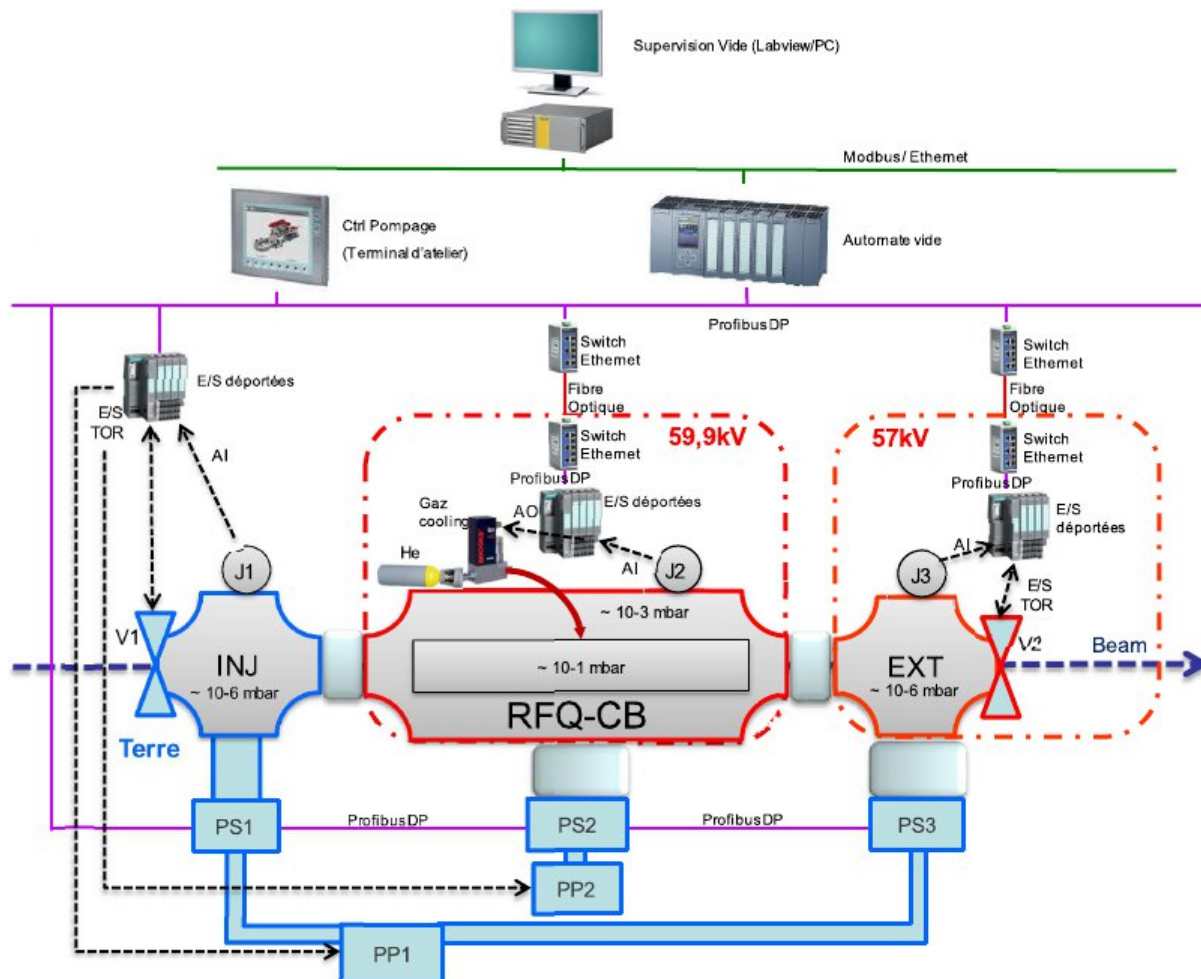 Supervision Vide (Labview/PC)
Modbus/ Ethernet
Ctrl Pompage
(Terminal d'atelier)
Automate vide
Profibus DP
E/S déportées
E/S
TOR
AI
Switch
Ethernet
Fibre
Optique
Switch
Ethernet
Profibus DP
59,9kV
E/S déportées
AO
Gaz
cooling
He
AI
J2
Switch
Ethernet
Fibre
Optique
57kV
Switch
Ethernet
Profibus DP
E/S
déportées
AI
J3
E/S
TOR
J1
V1
INJ
~ 10-6 mbar
~ 10-3 mbar
~ 10-1 mbar
RFQ-CB
EXT
~ 10-6 mbar
V2
Beam
Terre
PS1
Profibus DP
PS2
Profibus DP
PS3
PP2
PP1